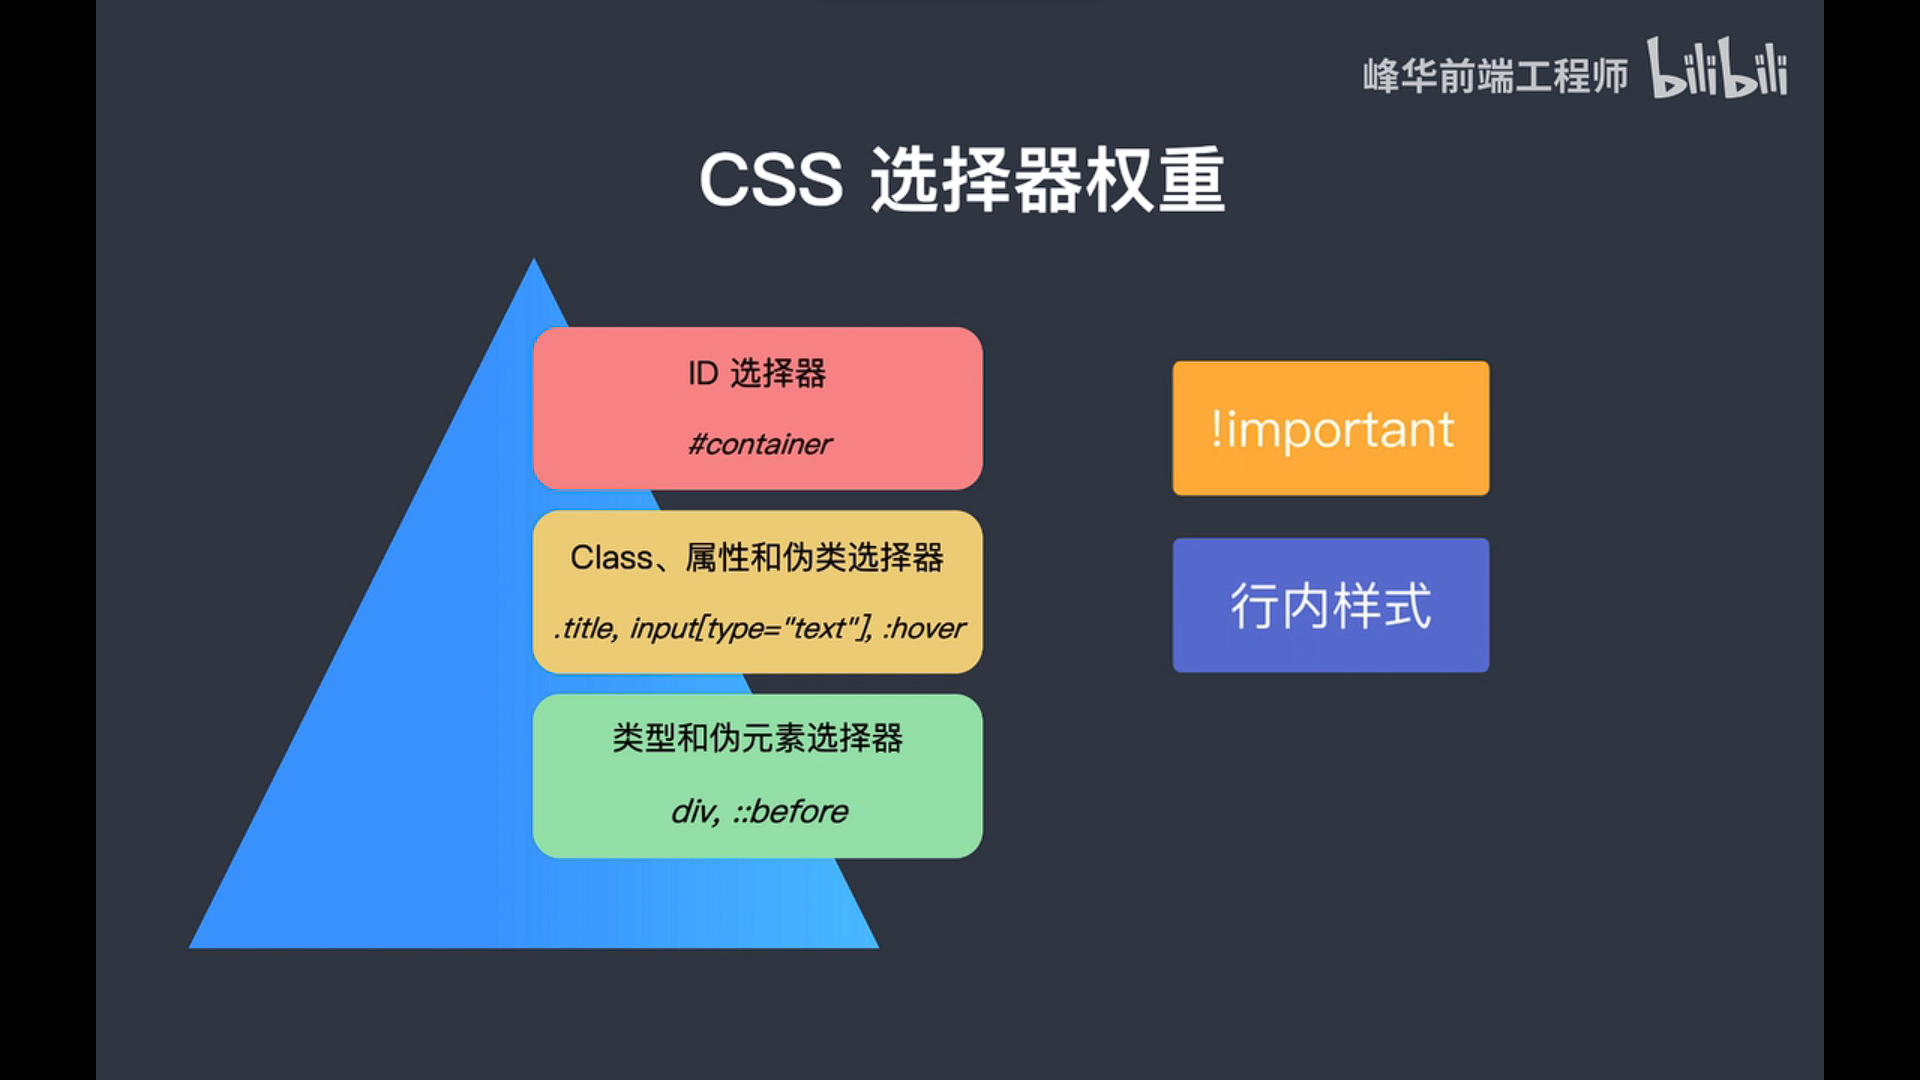 峰华前端工程师 bilibili
CSS 选择器权重
ID 选择器
#container
Class、属性和伪类选择器
.title, input[type="text"], :hover
类型和伪元素选择器
div, ::before
!important
行内样式